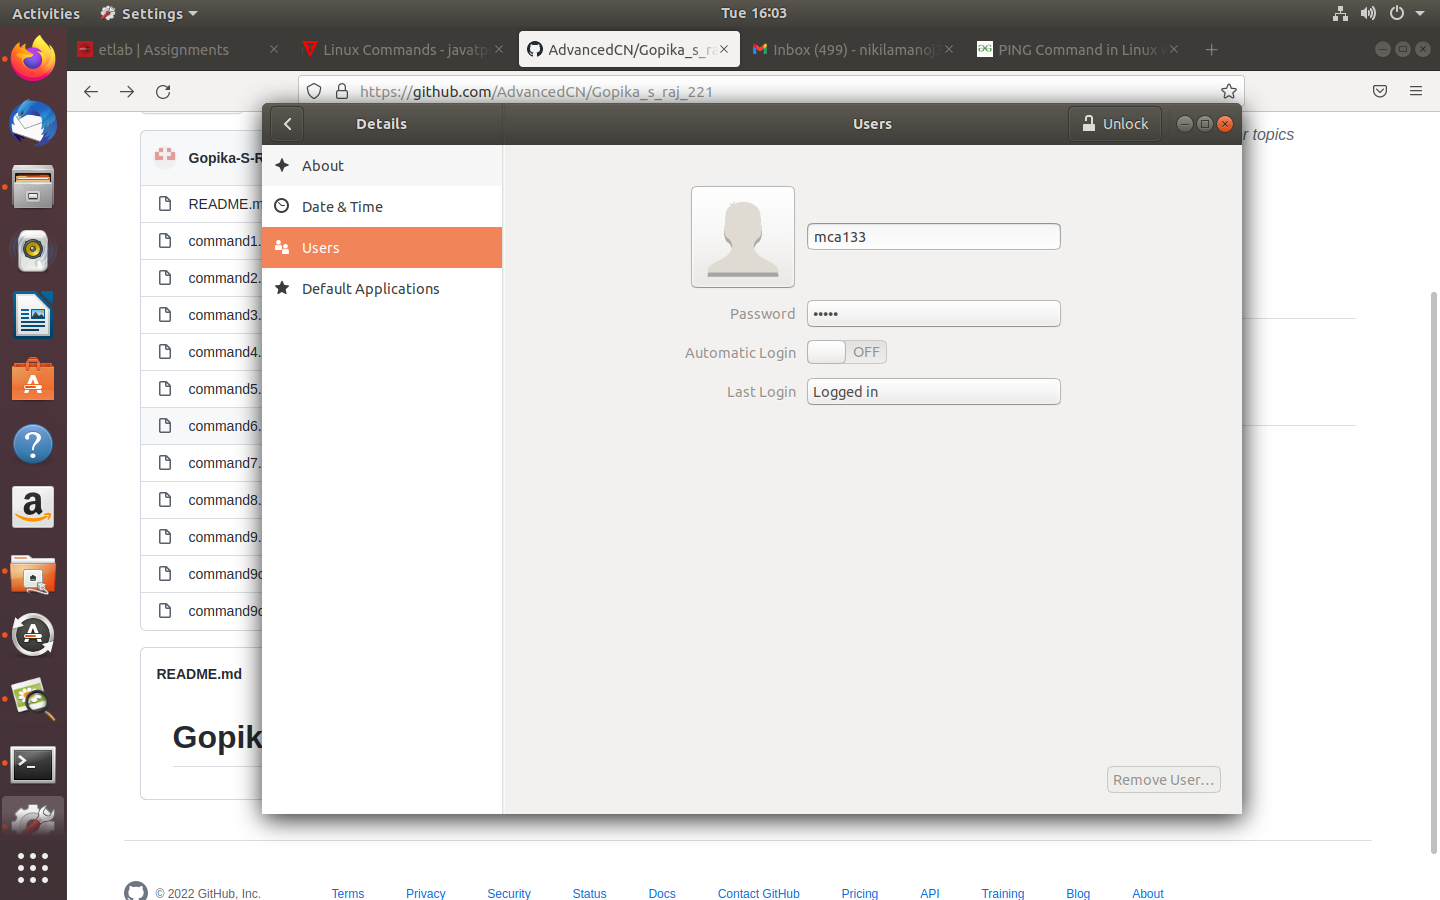 Activities Settings Tue 16:03
etlab | Assignments Linux Commands - javatp AdvancedCN/Gopika_s_ra Inbox (499) - nikilamanoj PING Command in Linux
https://github.com/AdvancedCN/Gopika_s_raj_221
Details Users Unlock
r topics
Gopika-S-R
README.m
command1.
command2.
command3.
command4.
command5.
command6.
command7.
command8.
command9.
command9c
command9c
README.md
Gopik
About
Date & Time
Users
Default Applications
mca133
Password •••••
Automatic Login OFF
Last Login Logged in
Remove User...
© 2022 GitHub, Inc. Terms Privacy Security Status Docs Contact GitHub Pricing API Training Blog About